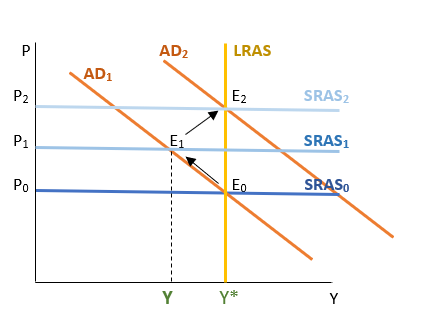 P AD₂ LRAS
AD₁
P₂ E₂ SRAS₂
P₁ E₁ SRAS₁
P₀ E₀ SRAS₀
Y Y* Y